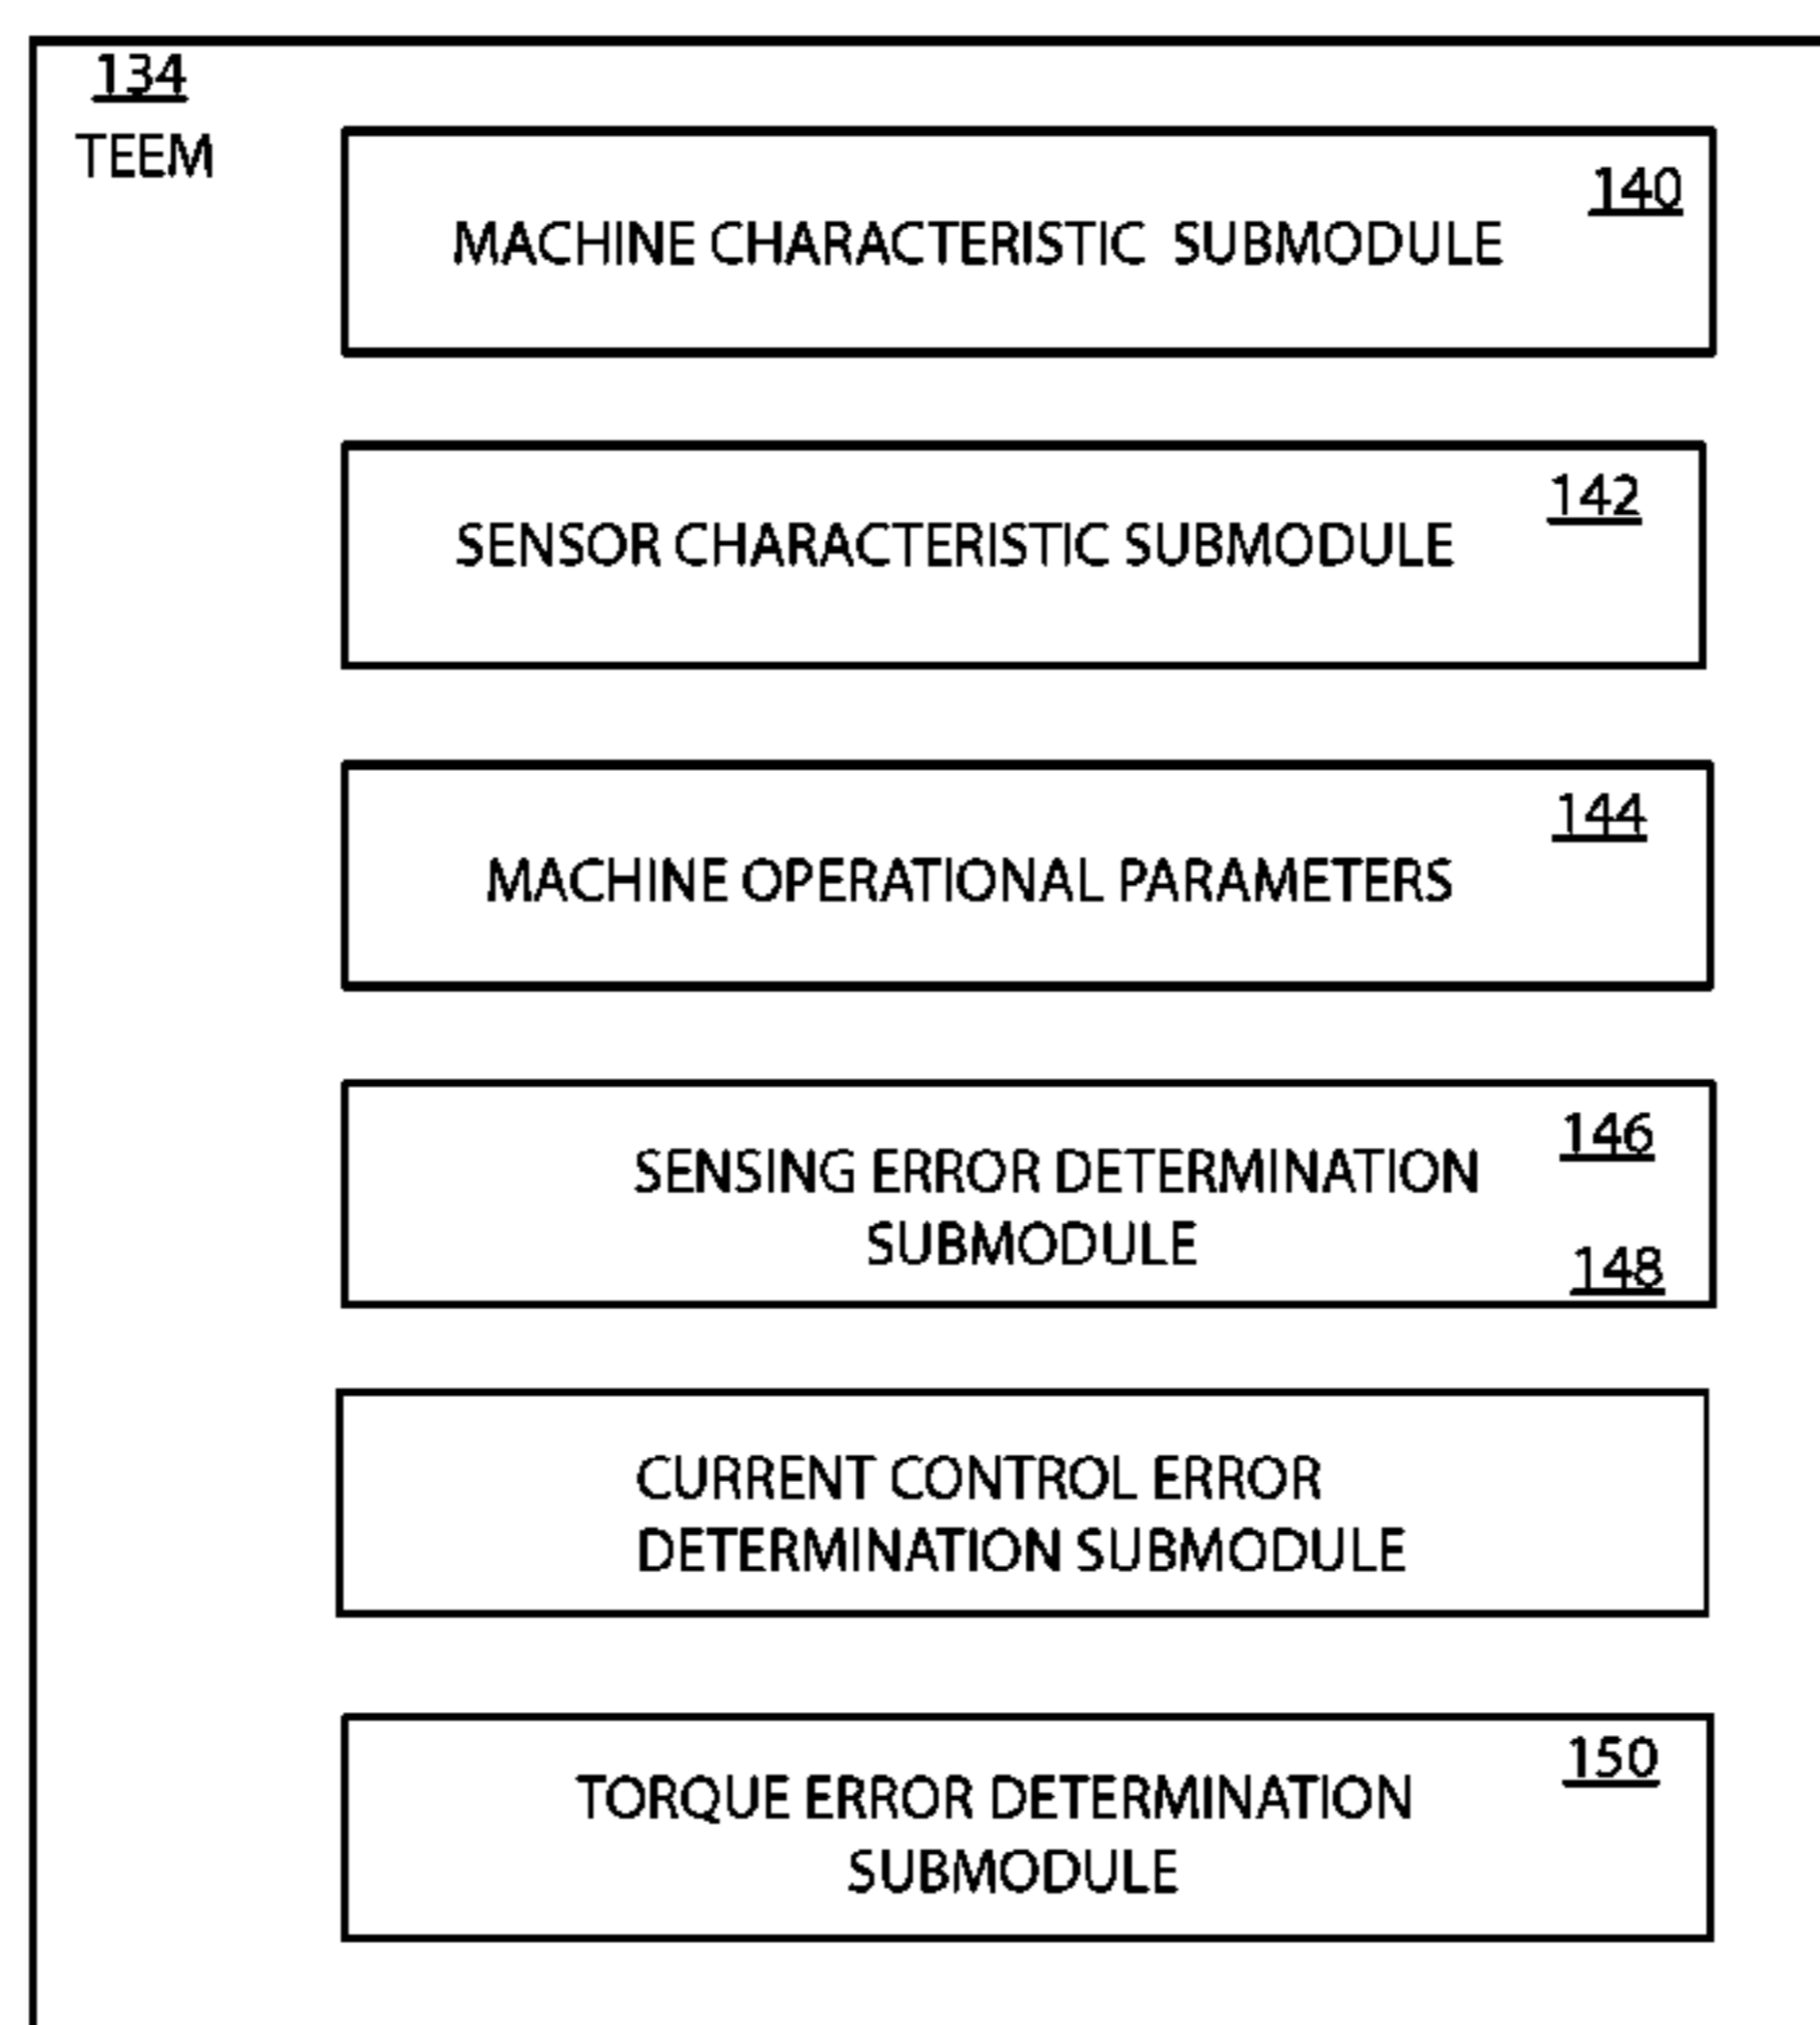 134
TEEM
140
MACHINE CHARACTERISTIC SUBMODULE
142
SENSOR CHARACTERISTIC SUBMODULE
144
MACHINE OPERATIONAL PARAMETERS
146
SENSING ERROR DETERMINATION
SUBMODULE
148
CURRENT CONTROL ERROR
DETERMINATION SUBMODULE
150
TORQUE ERROR DETERMINATION
SUBMODULE